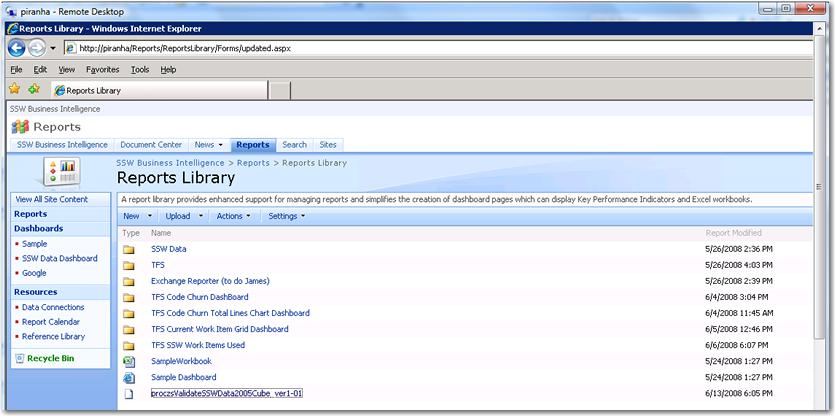 piranha - Remote Desktop
Reports Library - Windows Internet Explorer
http://piranha/Reports/ReportsLibrary/Forms/updated.aspx
File Edit View Favorites Tools Help
Reports Library
SSW Business Intelligence
Reports
SSW Business Intelligence Document Center News Reports Search Sites
SSW Business Intelligence > Reports > Reports Library
Reports Library
View All Site Content
Reports
Dashboards
Sample
SSW Data Dashboard
Google
Resources
Data Connections
Report Calendar
Reference Library
Recycle Bin
A report library provides enhanced support for managing reports and simplifies the creation of dashboard pages which can display Key Performance Indicators and Excel workbooks.
New Upload Actions Settings
Type Name Report Modified
SSW Data 5/26/2008 2:36 PM
TFS 5/26/2008 4:03 PM
Exchange Reporter (to do James) 5/26/2008 2:39 PM
TFS Code Churn DashBoard 6/4/2008 3:04 PM
TFS Code Churn Total Lines Chart Dashboard 6/4/2008 11:45 AM
TFS Current Work Item Grid Dashboard 6/5/2008 12:46 PM
TFS SSW Work Items Used 6/6/2008 6:07 PM
SampleWorkbook 5/24/2008 1:27 PM
Sample Dashboard 5/24/2008 1:27 PM
proczsValidateSSWData2005Cube_ver1-01 6/13/2008 6:05 PM